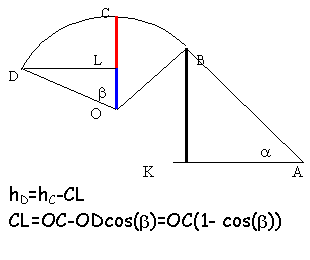 C
L
B
D
β
O
α
K
A
h_D=h_C-CL
CL=OC-ODcos(β)=OC(1- cos(β))